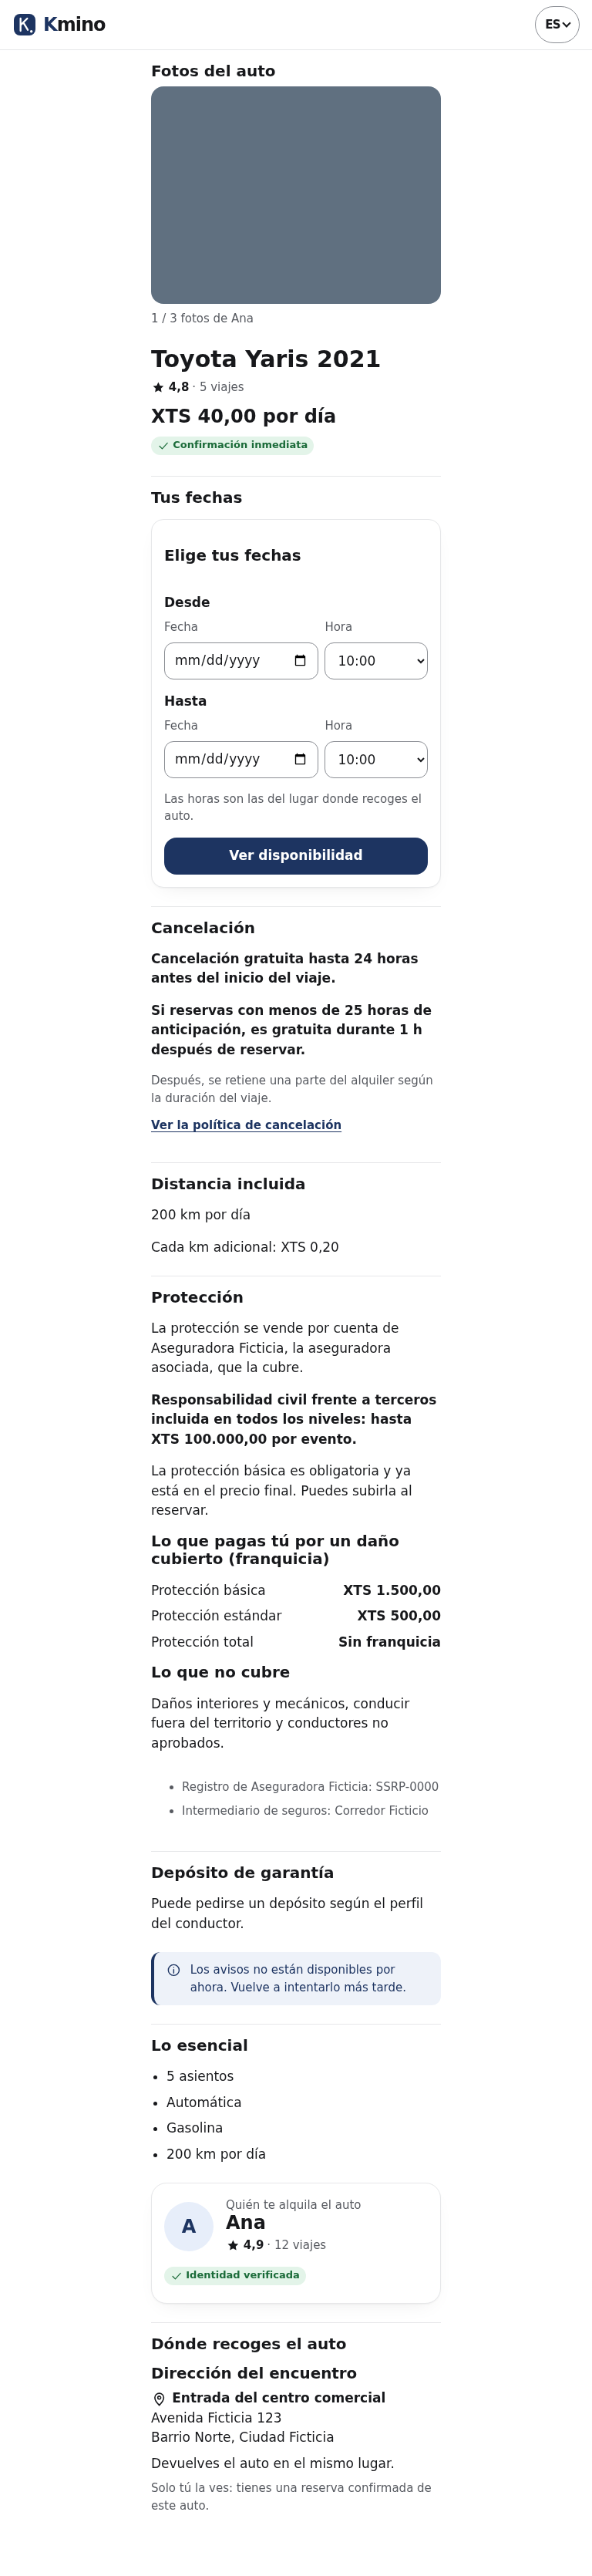 K Kmino
ES
Fotos del auto
1 / 3 fotos de Ana
Toyota Yaris 2021
★ 4,8 · 5 viajes
XTS 40,00 por día
Confirmación inmediata
Tus fechas
Elige tus fechas
Desde
Fecha Hora
mm/dd/yyyy 10:00
Hasta
Fecha Hora
mm/dd/yyyy 10:00
Las horas son las del lugar donde recoges el
auto.
Ver disponibilidad
Cancelación
Cancelación gratuita hasta 24 horas
antes del inicio del viaje.
Si reservas con menos de 25 horas de
anticipación, es gratuita durante 1 h
después de reservar.
Después, se retiene una parte del alquiler según
la duración del viaje.
Ver la política de cancelación
Distancia incluida
200 km por día
Cada km adicional: XTS 0,20
Protección
La protección se vende por cuenta de
Aseguradora Ficticia, la aseguradora
asociada, que la cubre.
Responsabilidad civil frente a terceros
incluida en todos los niveles: hasta
XTS 100.000,00 por evento.
La protección básica es obligatoria y ya
está en el precio final. Puedes subirla al
reservar.
Lo que pagas tú por un daño
cubierto (franquicia)
Protección básica XTS 1.500,00
Protección estándar XTS 500,00
Protección total Sin franquicia
Lo que no cubre
Daños interiores y mecánicos, conducir
fuera del territorio y conductores no
aprobados.
• Registro de Aseguradora Ficticia: SSRP-0000
• Intermediario de seguros: Corredor Ficticio
Depósito de garantía
Puede pedirse un depósito según el perfil
del conductor.
Los avisos no están disponibles por
ahora. Vuelve a intentarlo más tarde.
Lo esencial
• 5 asientos
• Automática
• Gasolina
• 200 km por día
A
Quién te alquila el auto
Ana
★ 4,9 · 12 viajes
Identidad verificada
Dónde recoges el auto
Dirección del encuentro
Entrada del centro comercial
Avenida Ficticia 123
Barrio Norte, Ciudad Ficticia
Devuelves el auto en el mismo lugar.
Solo tú la ves: tienes una reserva confirmada de
este auto.